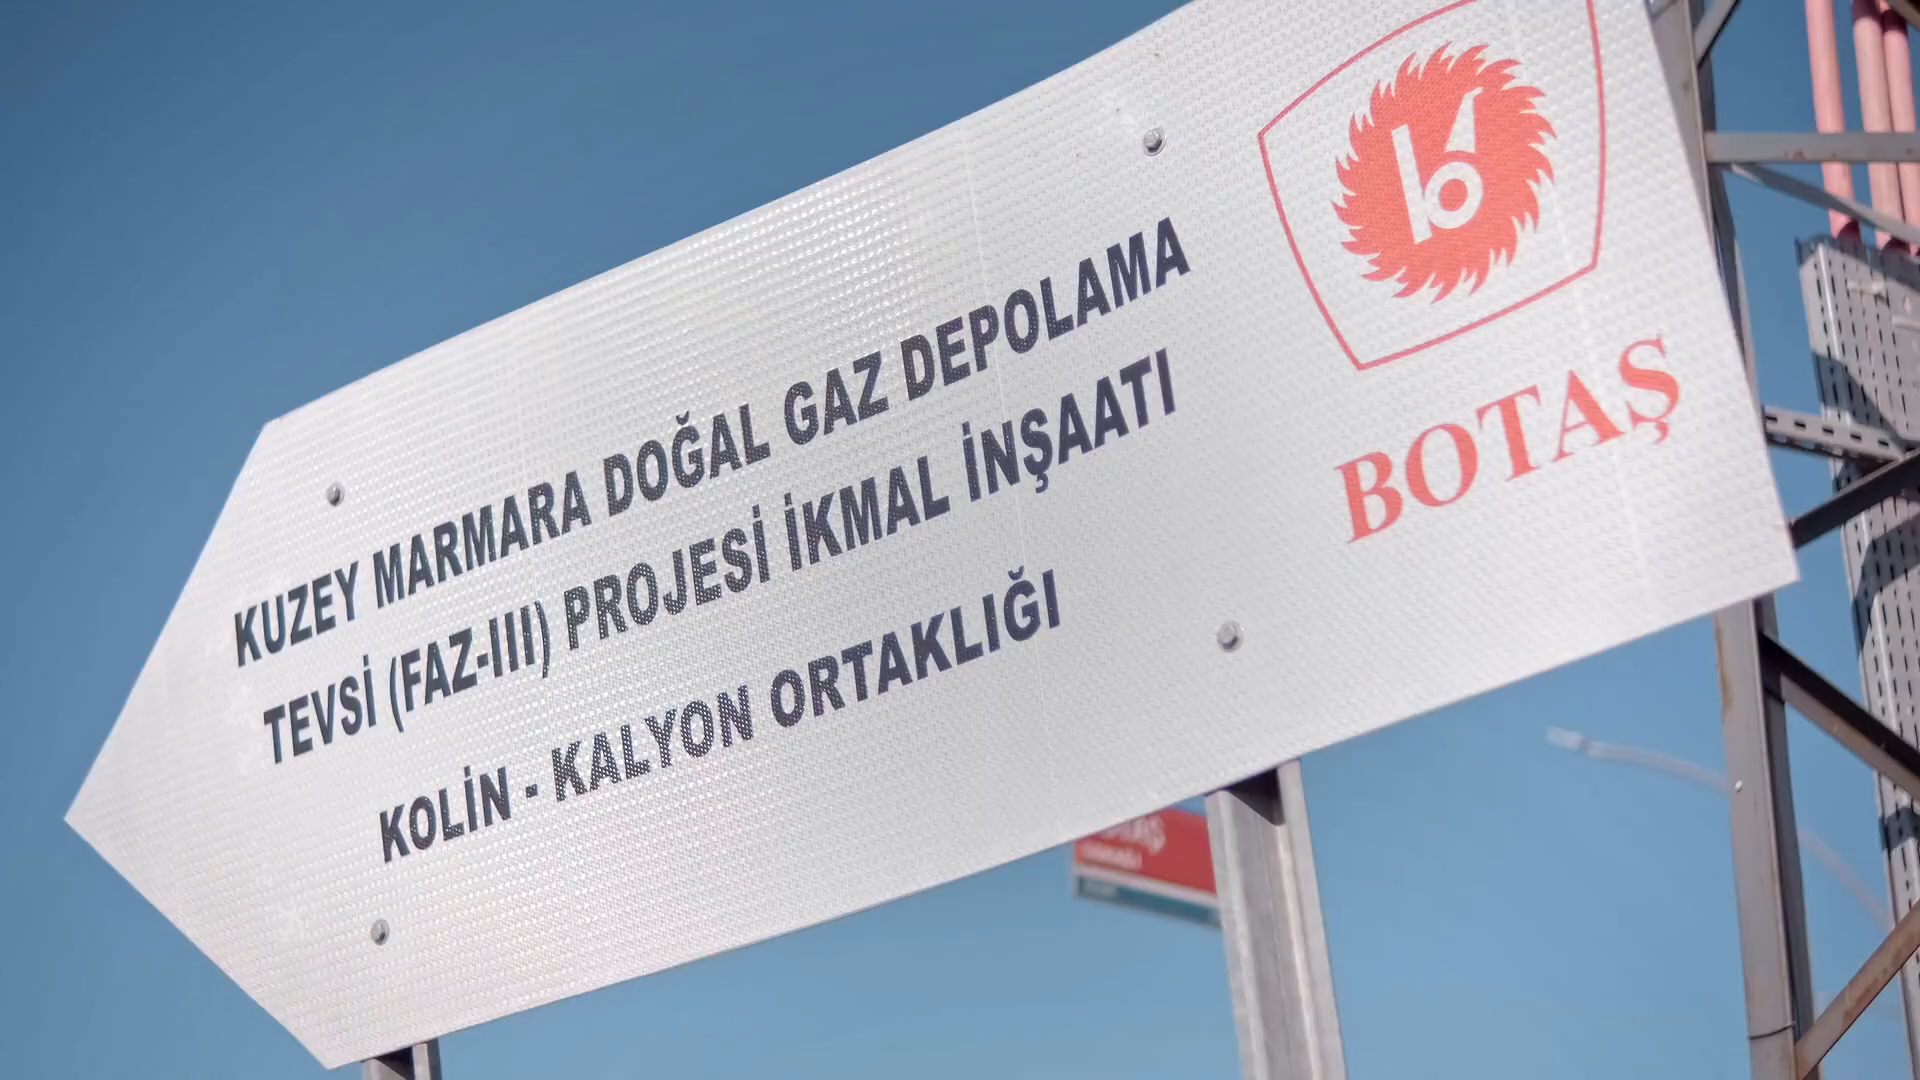 KUZEY MARMARA DOĞAL GAZ DEPOLAMA
TEVSİ (FAZ-III) PROJESİ İKMAL İNŞAATI
KOLİN - KALYON ORTAKLIĞI
BOTAŞ